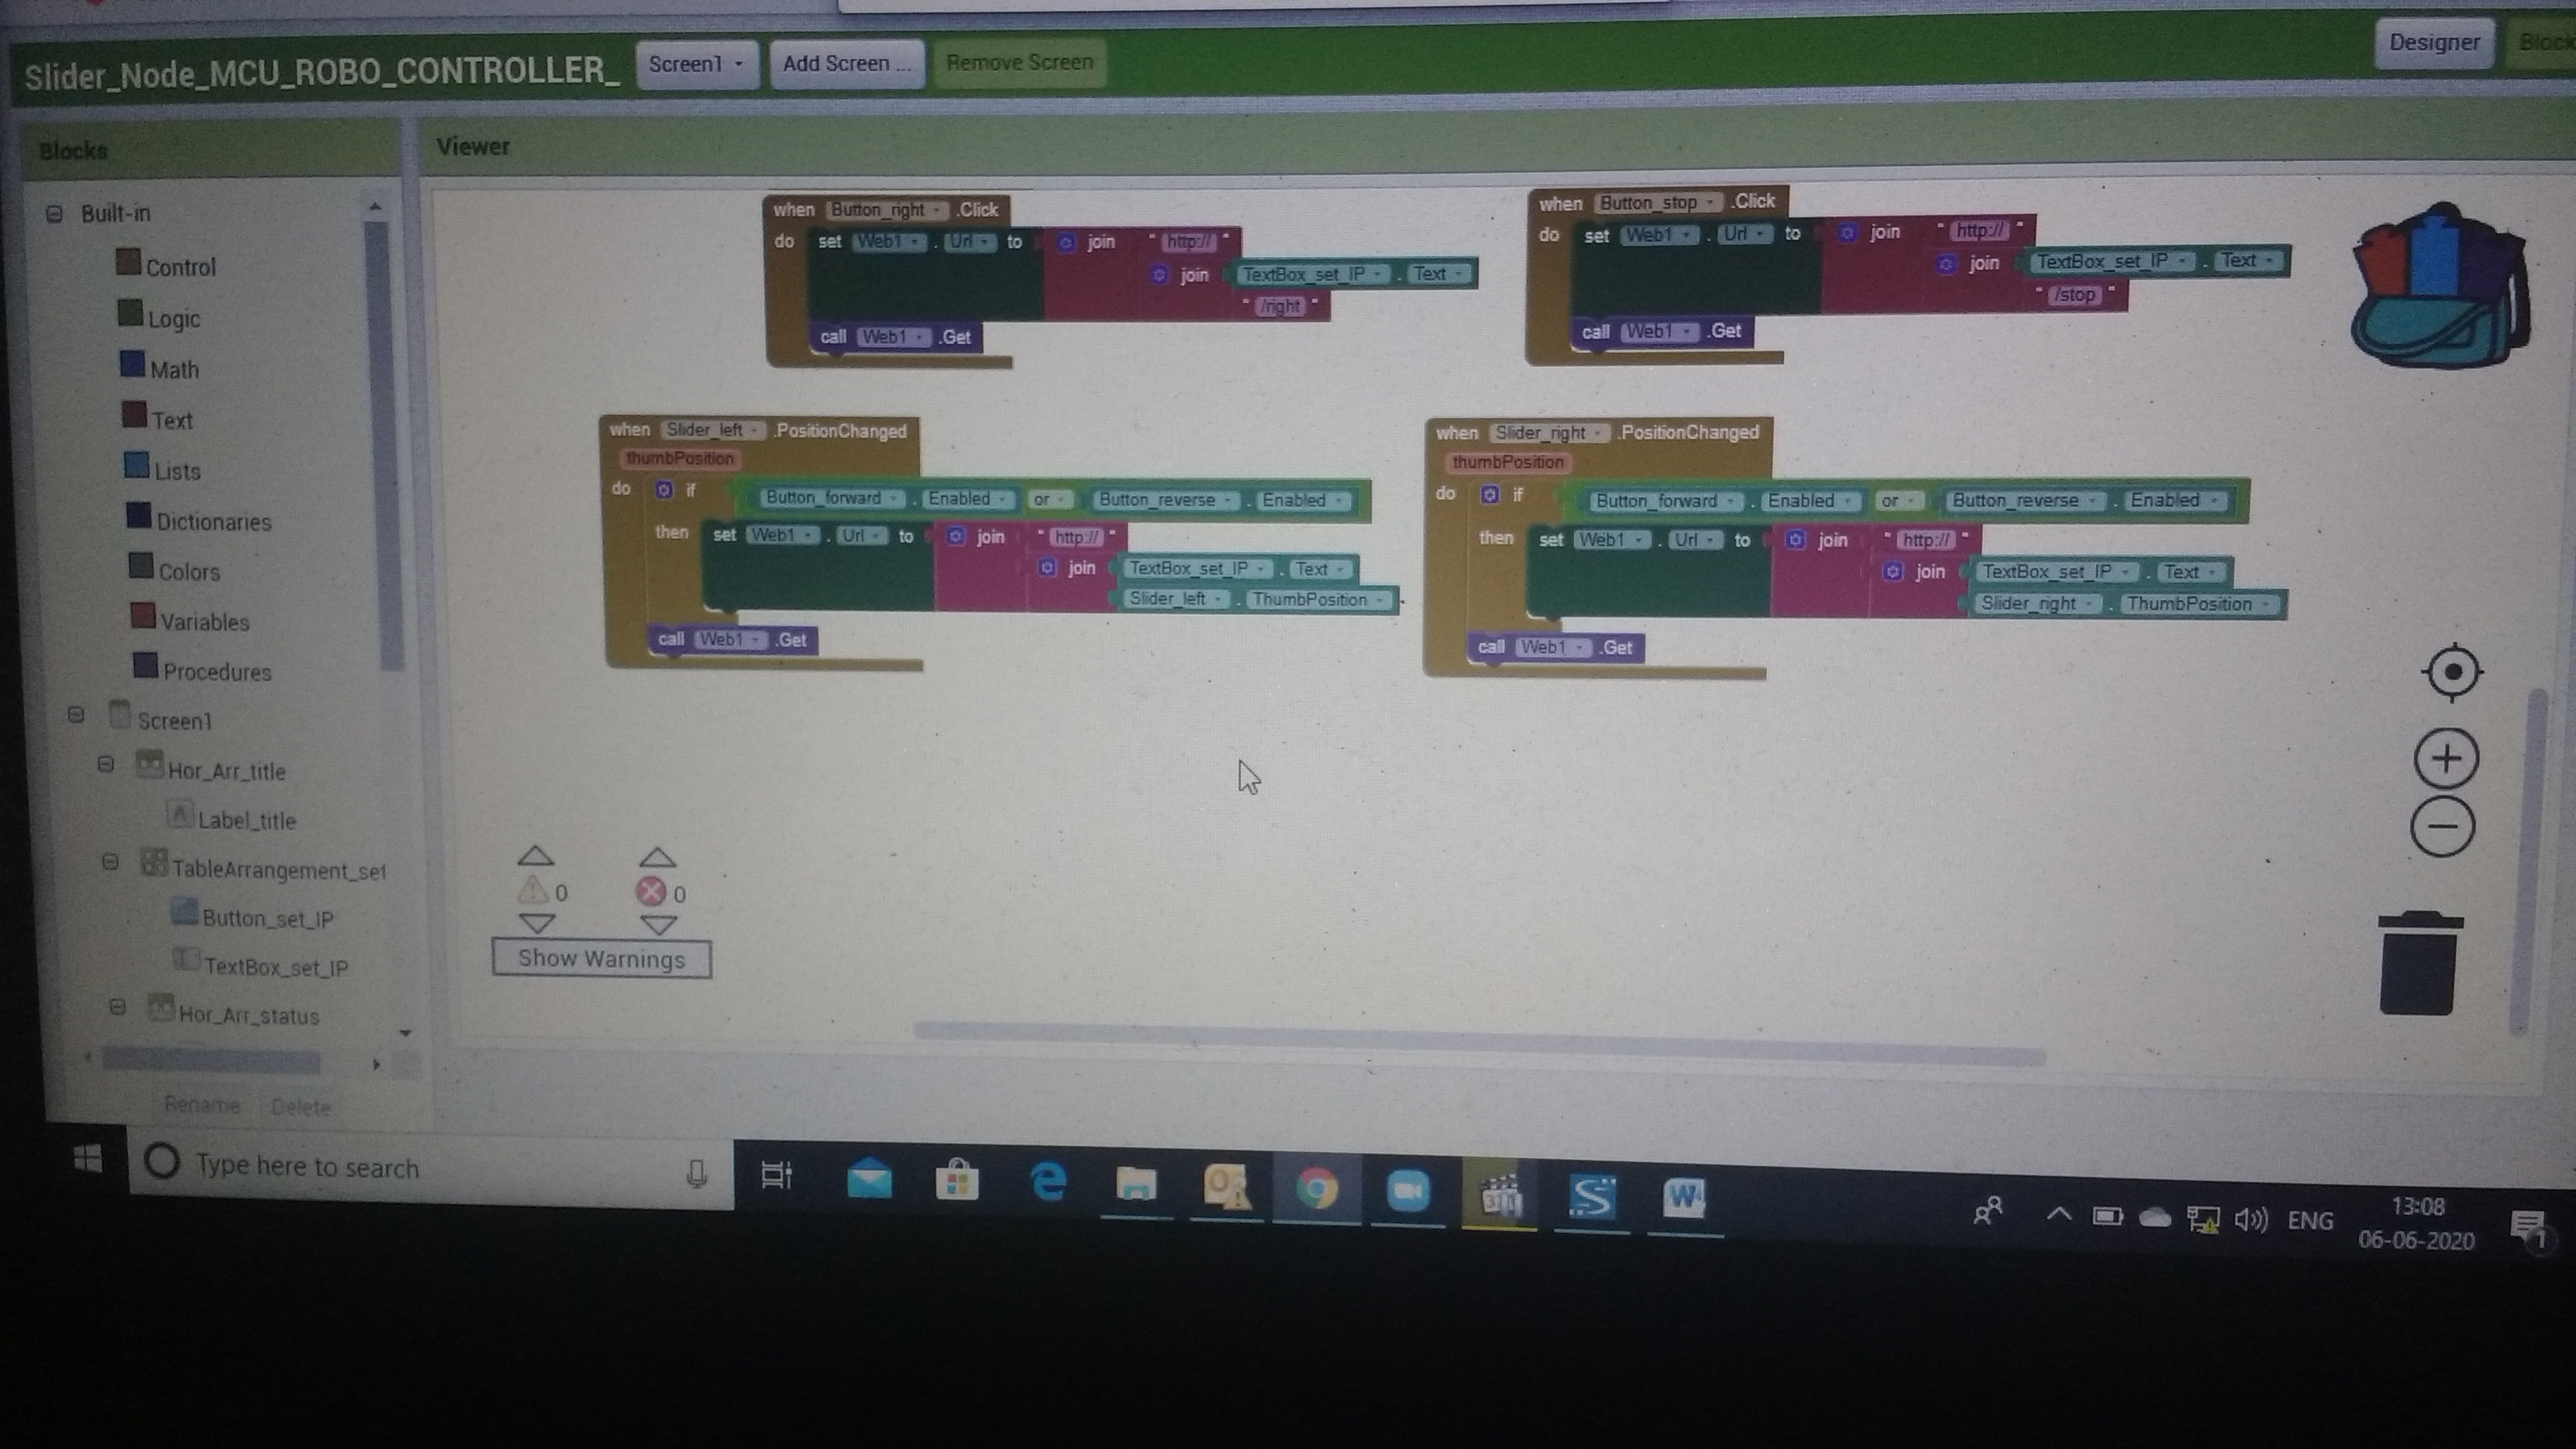 Slider_Node_MCU_ROBO_CONTROLLER_ Screen1 Add Screen ... Remove Screen Designer
Blocks
Viewer
Built-in
Control
Logic
Math
Text
Lists
Dictionaries
Colors
Variables
Procedures
Screen1
Hor_Arr_title
Label_title
TableArrangement_set
Button_set_IP
TextBox_set_IP
Hor_Arr_status
Rename Delete
when Button_right .Click
do set Web1 . Url to join " http:// "
join TextBox_set_IP . Text
" /right "
call Web1 .Get
when Button_stop .Click
do set Web1 . Url to join " http:// "
join TextBox_set_IP . Text
" /stop "
call Web1 .Get
when Slider_left .PositionChanged
thumbPosition
do if Button_forward . Enabled or Button_reverse . Enabled
then set Web1 . Url to join " http:// "
join TextBox_set_IP . Text
Slider_left . ThumbPosition
call Web1 .Get
when Slider_right .PositionChanged
thumbPosition
do if Button_forward . Enabled or Button_reverse . Enabled
then set Web1 . Url to join " http:// "
join TextBox_set_IP . Text
Slider_right . ThumbPosition
call Web1 .Get
0 0
Show Warnings
Type here to search
ENG
13:08
06-06-2020
1